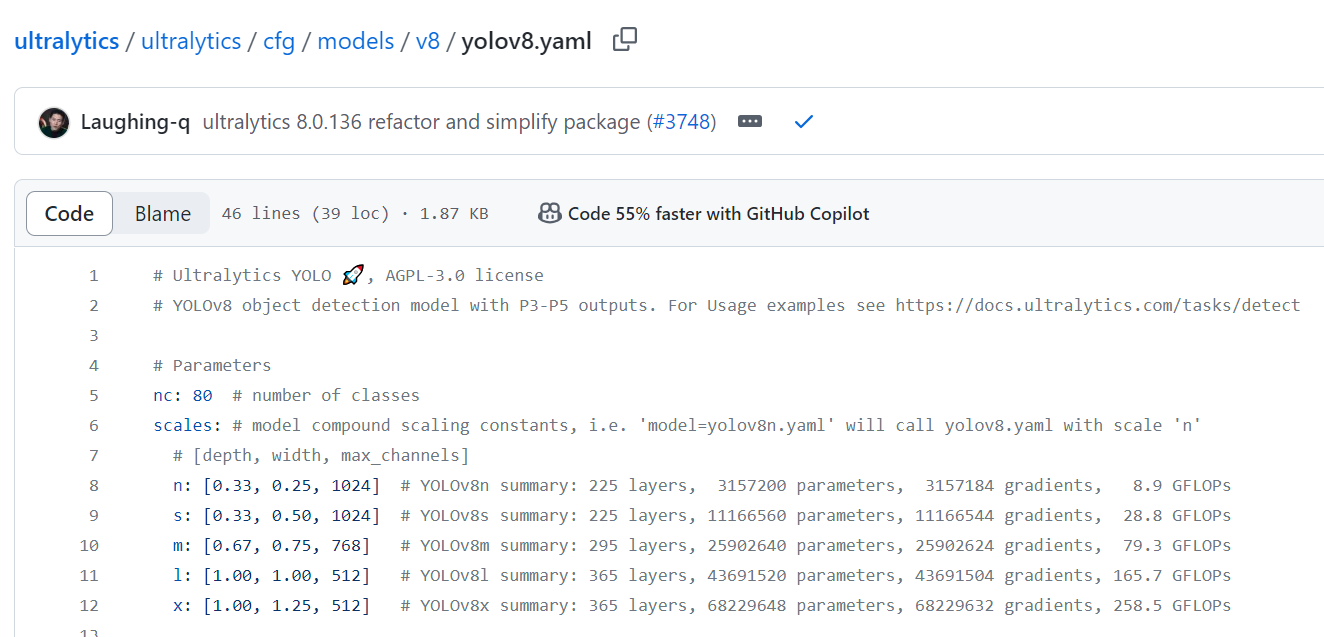 ultralytics / ultralytics / cfg / models / v8 / yolov8.yaml
Laughing-q ultralytics 8.0.136 refactor and simplify package (#3748)
Code Blame 46 lines (39 loc) · 1.87 KB Code 55% faster with GitHub Copilot
1 # Ultralytics YOLO 🚀, AGPL-3.0 license
2 # YOLOv8 object detection model with P3-P5 outputs. For Usage examples see https://docs.ultralytics.com/tasks/detect
3
4 # Parameters
5 nc: 80  # number of classes
6 scales: # model compound scaling constants, i.e. 'model=yolov8n.yaml' will call yolov8.yaml with scale 'n'
7   # [depth, width, max_channels]
8   n: [0.33, 0.25, 1024]  # YOLOv8n summary: 225 layers,  3157200 parameters,  3157184 gradients,   8.9 GFLOPs
9   s: [0.33, 0.50, 1024]  # YOLOv8s summary: 225 layers, 11166560 parameters, 11166544 gradients,  28.8 GFLOPs
10   m: [0.67, 0.75, 768]   # YOLOv8m summary: 295 layers, 25902640 parameters, 25902624 gradients,  79.3 GFLOPs
11   l: [1.00, 1.00, 512]   # YOLOv8l summary: 365 layers, 43691520 parameters, 43691504 gradients, 165.7 GFLOPs
12   x: [1.00, 1.25, 512]   # YOLOv8x summary: 365 layers, 68229648 parameters, 68229632 gradients, 258.5 GFLOPs
13